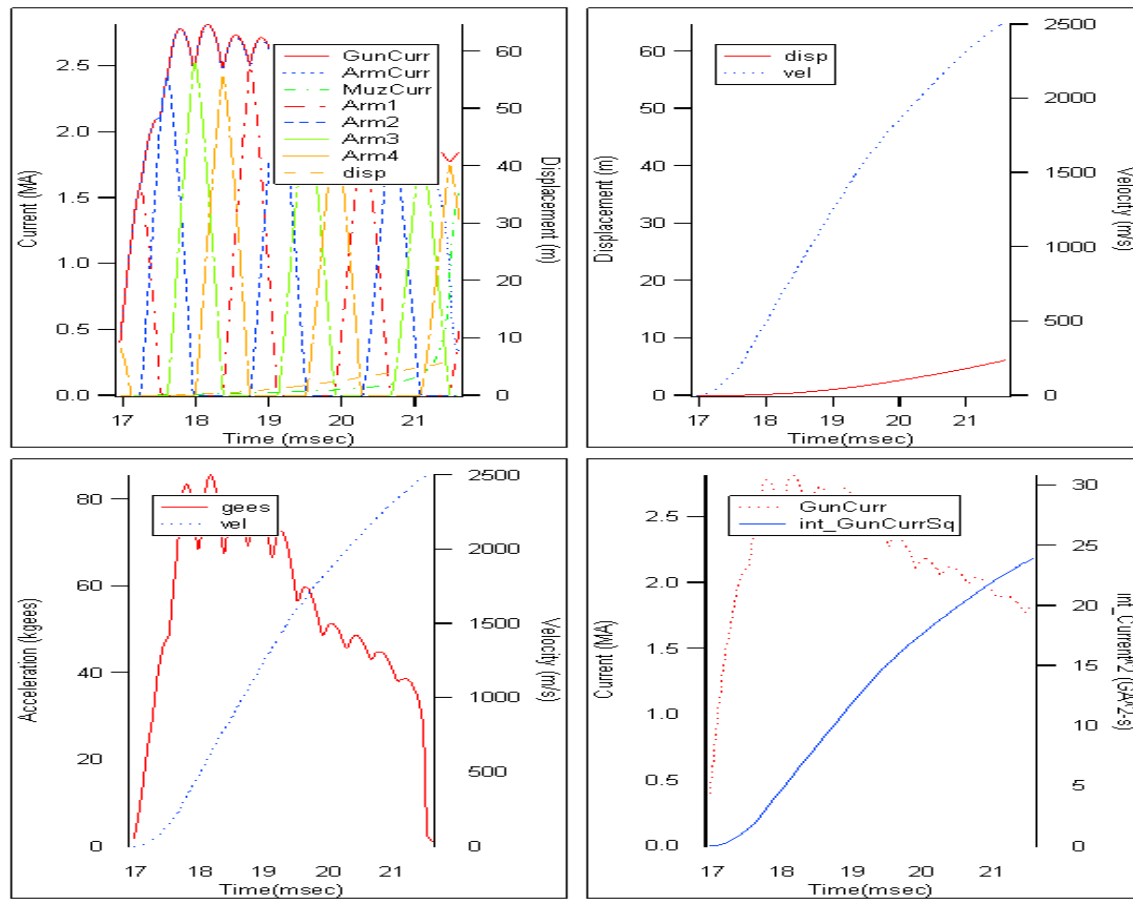 GunCurr
ArmCurr
MuzCurr
Arm1
Arm2
Arm3
Arm4
disp
2.5
2.0
1.5
1.0
0.5
0.0
Current (MA)
60
50
40
30
20
10
0
Displacement (m)
17 18 19 20 21
Time (msec)
disp
vel
60
50
40
30
20
10
0
Displacement (m)
2500
2000
1500
1000
500
0
Velocity (m/s)
17 18 19 20 21
Time(msec)
gees
vel
80
60
40
20
0
Acceleration (kgees)
2500
2000
1500
1000
500
0
Velocity (m/s)
17 18 19 20 21
Time(msec)
GunCurr
int_GunCurrSq
2.5
2.0
1.5
1.0
0.5
0.0
Current (MA)
30
25
20
15
10
5
0
int_Current^2 (GA^2-s)
17 18 19 20 21
Time(msec)